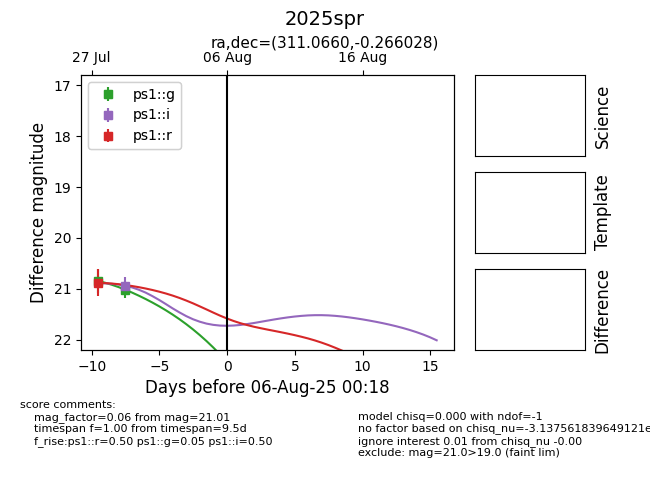 2025spr
ra,dec=(311.0660,-0.266028)
27 Jul
06 Aug
16 Aug
17
18
19
20
21
22
Difference magnitude
ps1::g
ps1::i
ps1::r
−10
−5
0
5
10
15
Days before 06-Aug-25 00:18
Science
Template
Difference
score comments:
mag_factor=0.06 from mag=21.01
timespan f=1.00 from timespan=9.5d
f_rise:ps1::r=0.50 ps1::g=0.05 ps1::i=0.50
model chisq=0.000 with ndof=-1
no factor based on chisq_nu=-3.137561839649121e
ignore interest 0.01 from chisq_nu -0.00
exclude: mag=21.0>19.0 (faint lim)